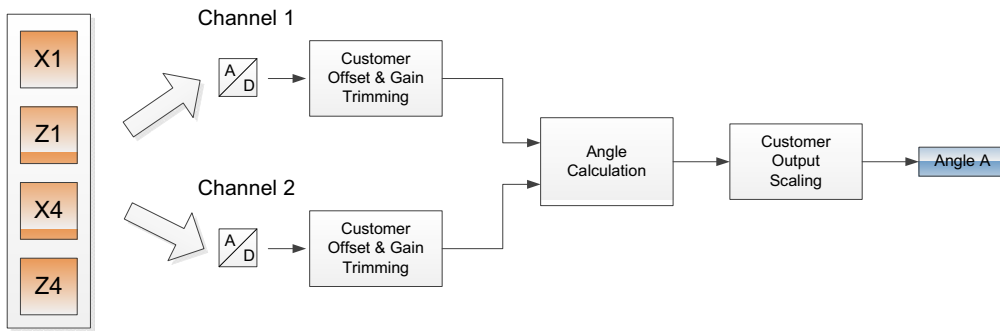 X1
Z1
X4
Z4
Channel 1
A
D
Customer
Offset & Gain
Trimming
Channel 2
A
D
Customer
Offset & Gain
Trimming
Angle
Calculation
Customer
Output
Scaling
Angle A